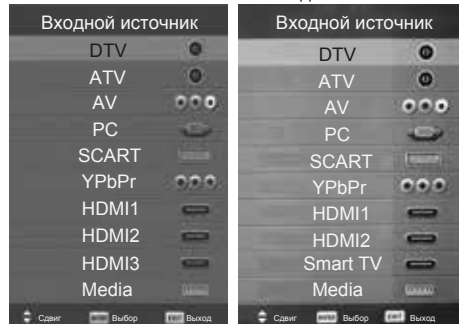 Входной источник
DTV
ATV
AV
PC
SCART
YPbPr
HDMI1
HDMI2
HDMI3
Media
Сдвиг Выбор Выход
Входной источник
DTV
ATV
AV
PC
SCART
YPbPr
HDMI1
HDMI2
Smart TV
Media
Сдвиг Выбор Выход